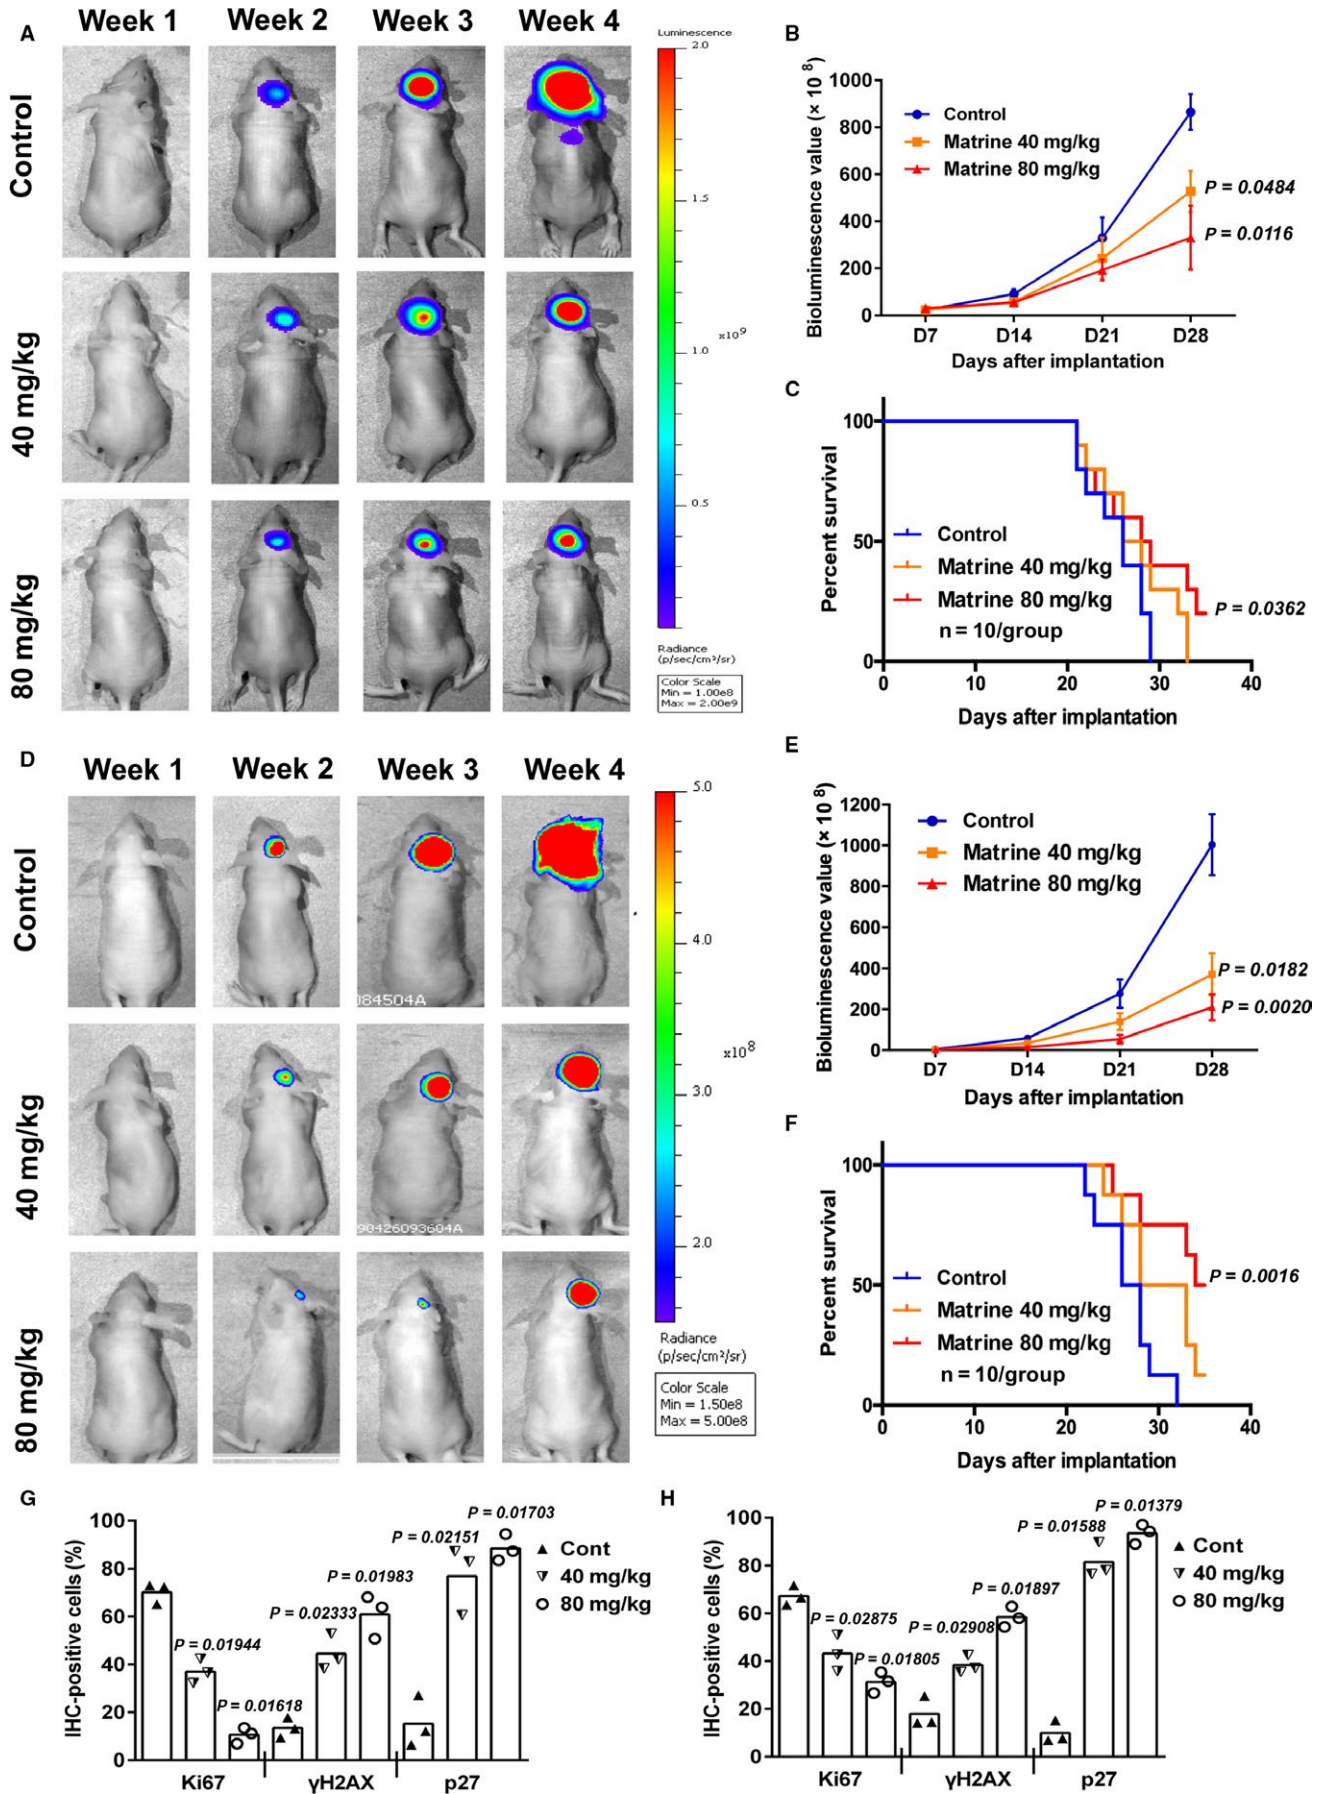 A
Week 1 Week 2 Week 3 Week 4
Control
40 mg/kg
80 mg/kg
Luminescence
2.0
1.5
1.0
x10⁹
0.5
Radiance
(p/sec/cm²/sr)
Color Scale
Min = 1.00e8
Max = 2.00e9
B
Bioluminescence value (× 10⁸)
1000
800
600
400
200
0
Control
Matrine 40 mg/kg
Matrine 80 mg/kg
P = 0.0484
P = 0.0116
D7 D14 D21 D28
Days after implantation
C
Percent survival
100
50
0
Control
Matrine 40 mg/kg
Matrine 80 mg/kg
n = 10/group
P = 0.0362
0 10 20 30 40
Days after implantation
D
Week 1 Week 2 Week 3 Week 4
Control
40 mg/kg
80 mg/kg
084504A
90426093604A
5.0
4.0
x10⁸
3.0
2.0
Radiance
(p/sec/cm²/sr)
Color Scale
Min = 1.50e8
Max = 5.00e8
E
Bioluminescence value (× 10⁸)
1200
1000
800
600
400
200
0
Control
Matrine 40 mg/kg
Matrine 80 mg/kg
P = 0.0182
P = 0.0020
D7 D14 D21 D28
Days after implantation
F
Percent survival
100
50
0
Control
Matrine 40 mg/kg
Matrine 80 mg/kg
n = 10/group
P = 0.0016
0 10 20 30 40
Days after implantation
G
IHC-positive cells (%)
100
80
60
40
20
0
P = 0.01944
P = 0.01618
P = 0.02333
P = 0.01983
P = 0.02151
P = 0.01703
Cont
40 mg/kg
80 mg/kg
Ki67 γH2AX p27
H
IHC-positive cells (%)
100
80
60
40
20
0
P = 0.02875
P = 0.01805
P = 0.02908
P = 0.01897
P = 0.01588
P = 0.01379
Cont
40 mg/kg
80 mg/kg
Ki67 γH2AX p27